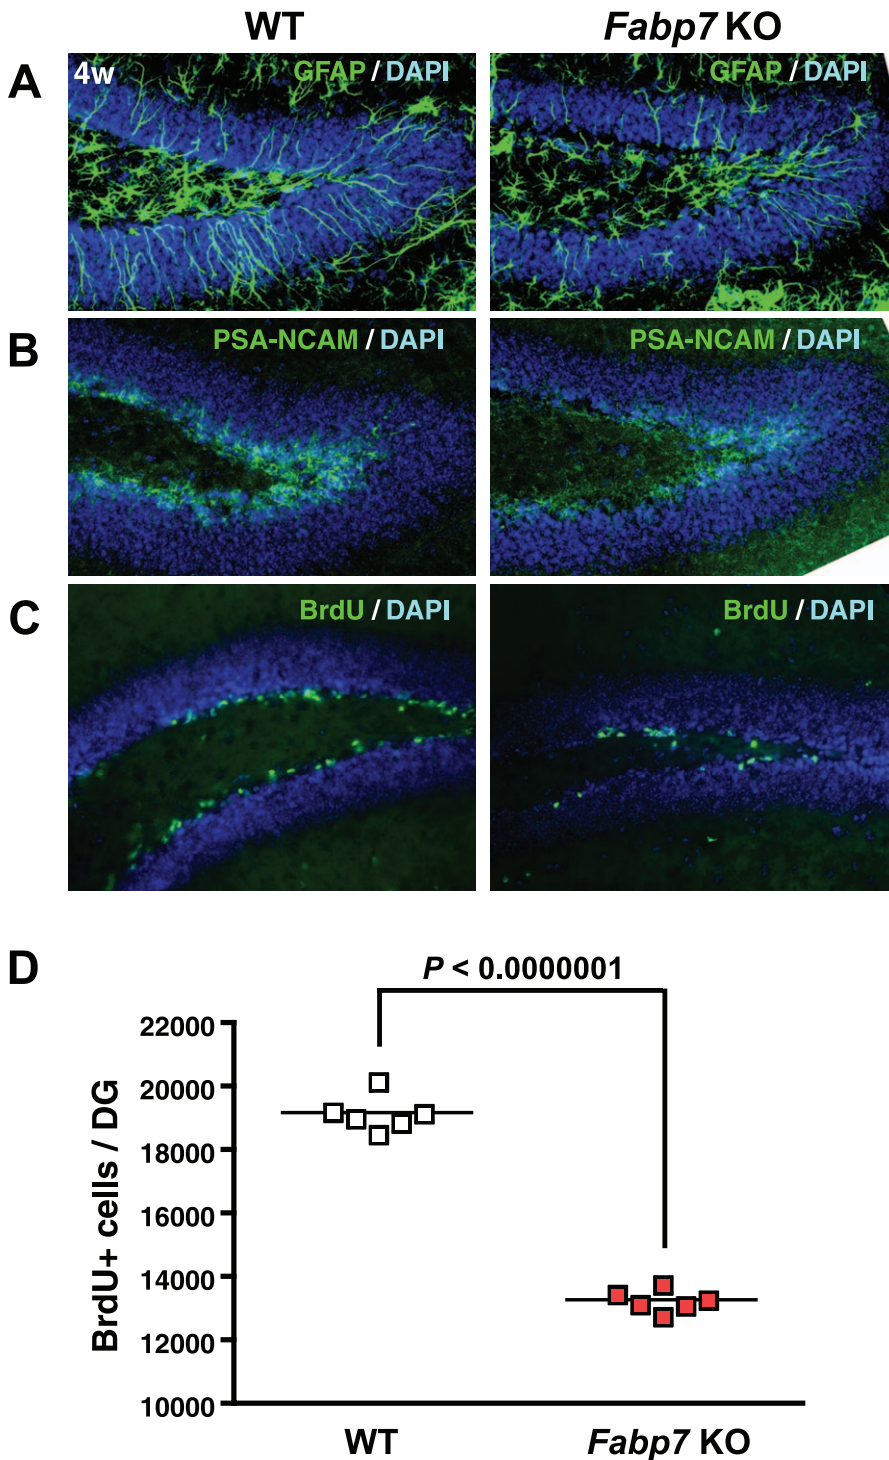 WT Fabp7 KO
A 4w GFAP / DAPI GFAP / DAPI
B PSA-NCAM / DAPI PSA-NCAM / DAPI
C BrdU / DAPI BrdU / DAPI
D
P < 0.0000001
BrdU+ cells / DG
22000
20000
18000
16000
14000
12000
10000
WT Fabp7 KO